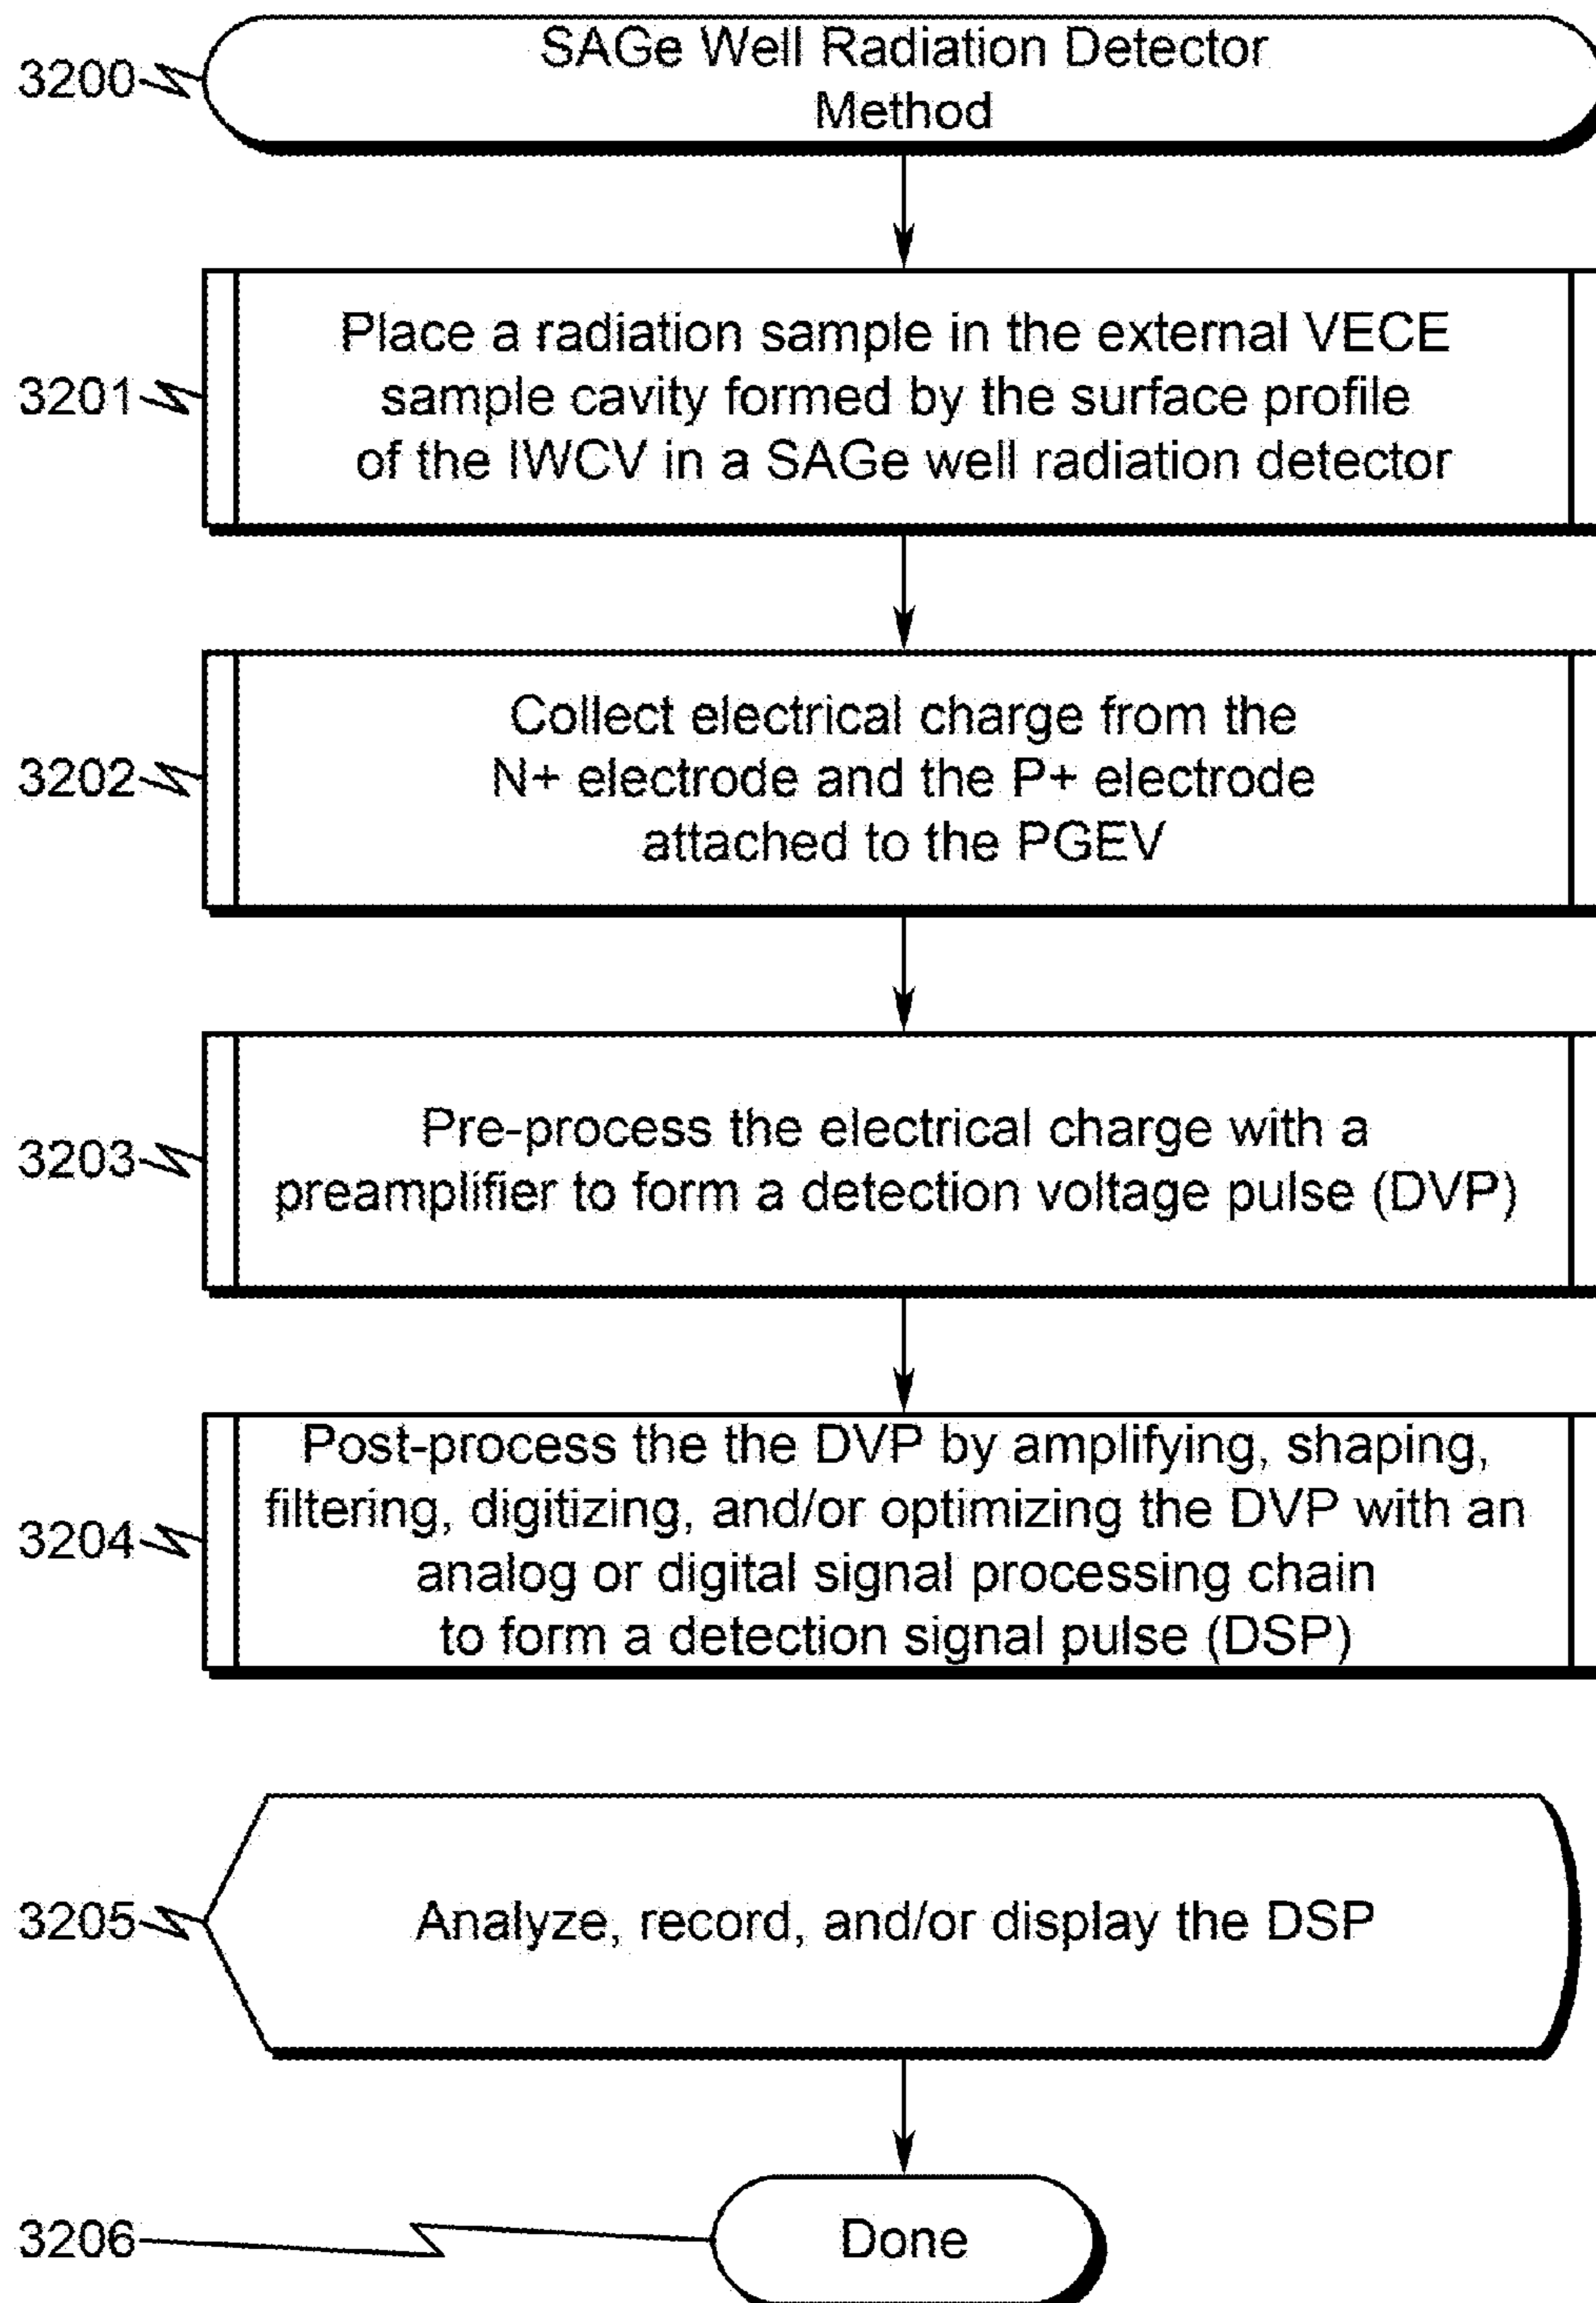 3200
SAGe Well Radiation Detector
Method
3201
Place a radiation sample in the external VECE
sample cavity formed by the surface profile
of the IWCV in a SAGe well radiation detector
3202
Collect electrical charge from the
N+ electrode and the P+ electrode
attached to the PGEV
3203
Pre-process the electrical charge with a
preamplifier to form a detection voltage pulse (DVP)
3204
Post-process the the DVP by amplifying, shaping,
filtering, digitizing, and/or optimizing the DVP with an
analog or digital signal processing chain
to form a detection signal pulse (DSP)
3205
Analyze, record, and/or display the DSP
3206
Done